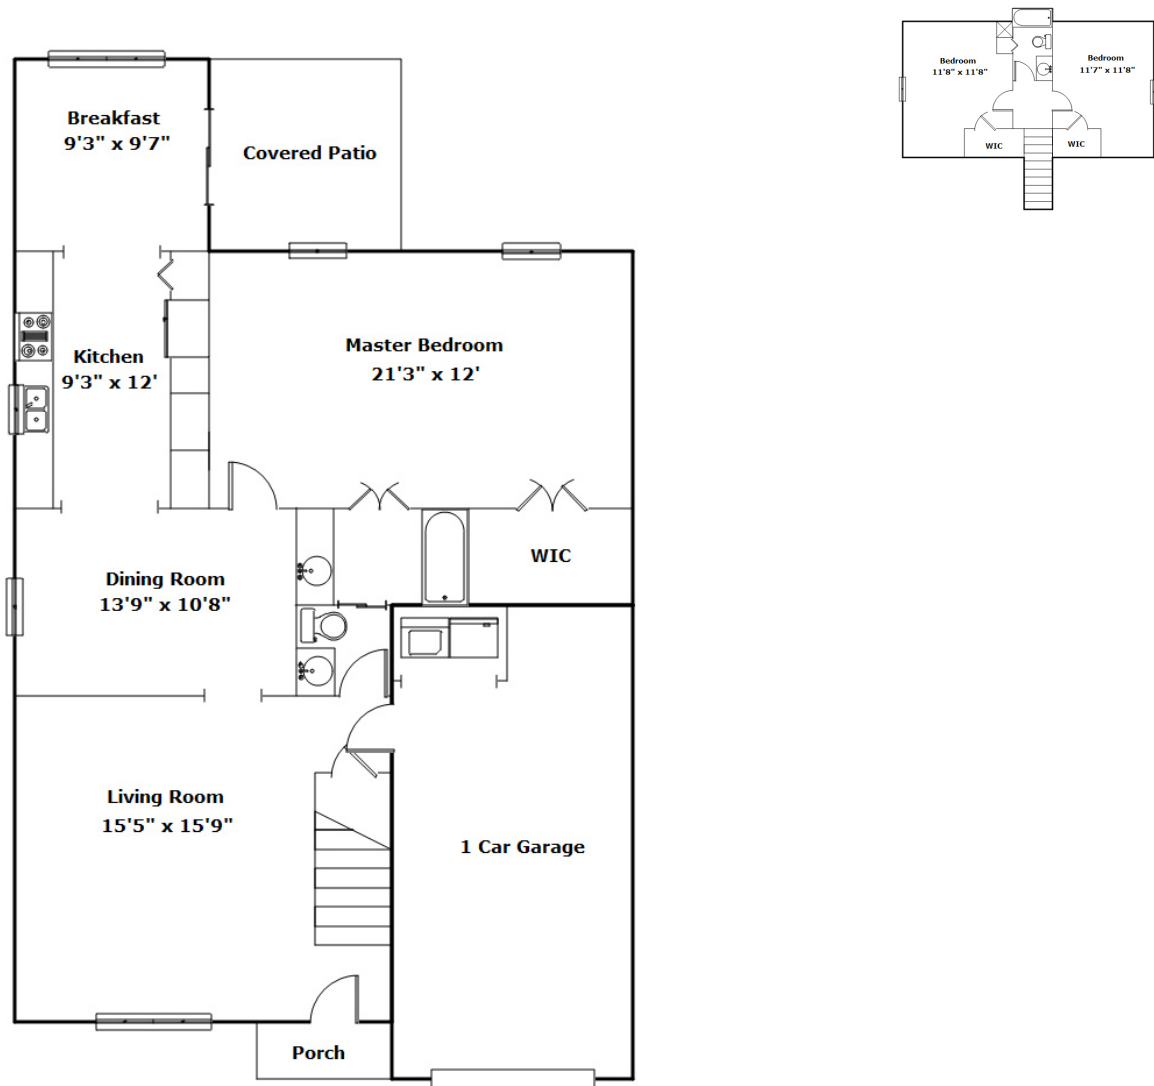 Breakfast
9'3" x 9'7"
Covered Patio
Kitchen
9'3" x 12'
Master Bedroom
21'3" x 12'
Dining Room
13'9" x 10'8"
WIC
Living Room
15'5" x 15'9"
1 Car Garage
Porch
Bedroom
11'8" x 11'8"
Bedroom
11'7" x 11'8"
WIC
WIC